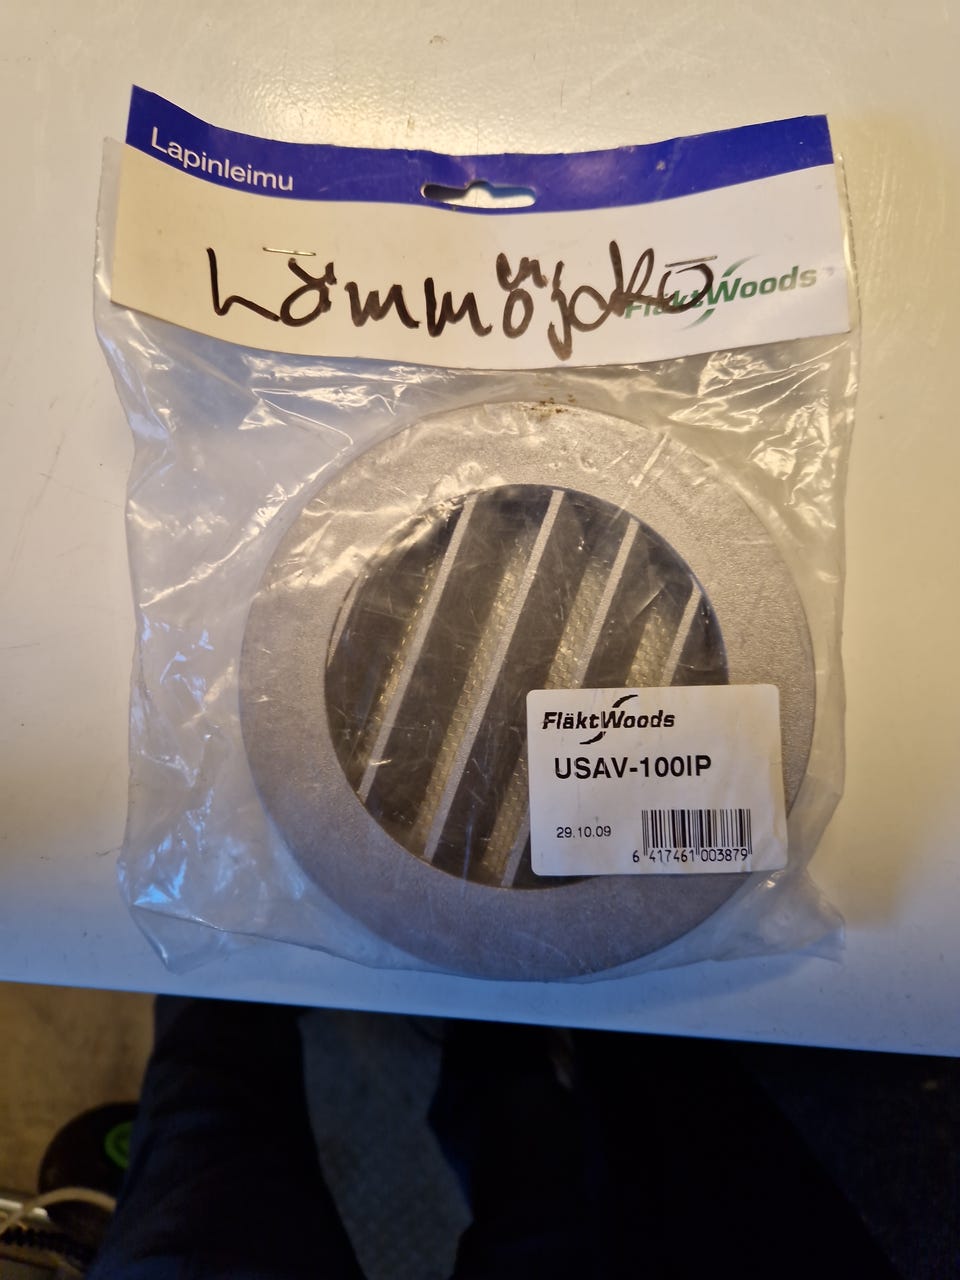 Lapinleimu
Lämmönjako
FläktWoods
FläktWoods
USAV-100IP
29.10.09
6 417461 003879